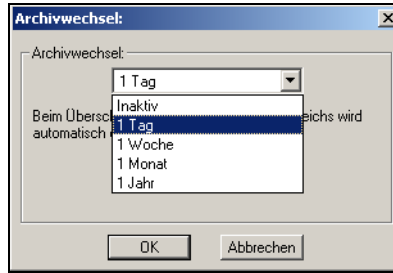 Archivwechsel:
Archivwechsel:
1 Tag
Inaktiv
1 Tag
1 Woche
1 Monat
1 Jahr
Beim eichs wird
automatisch
OK Abbrechen